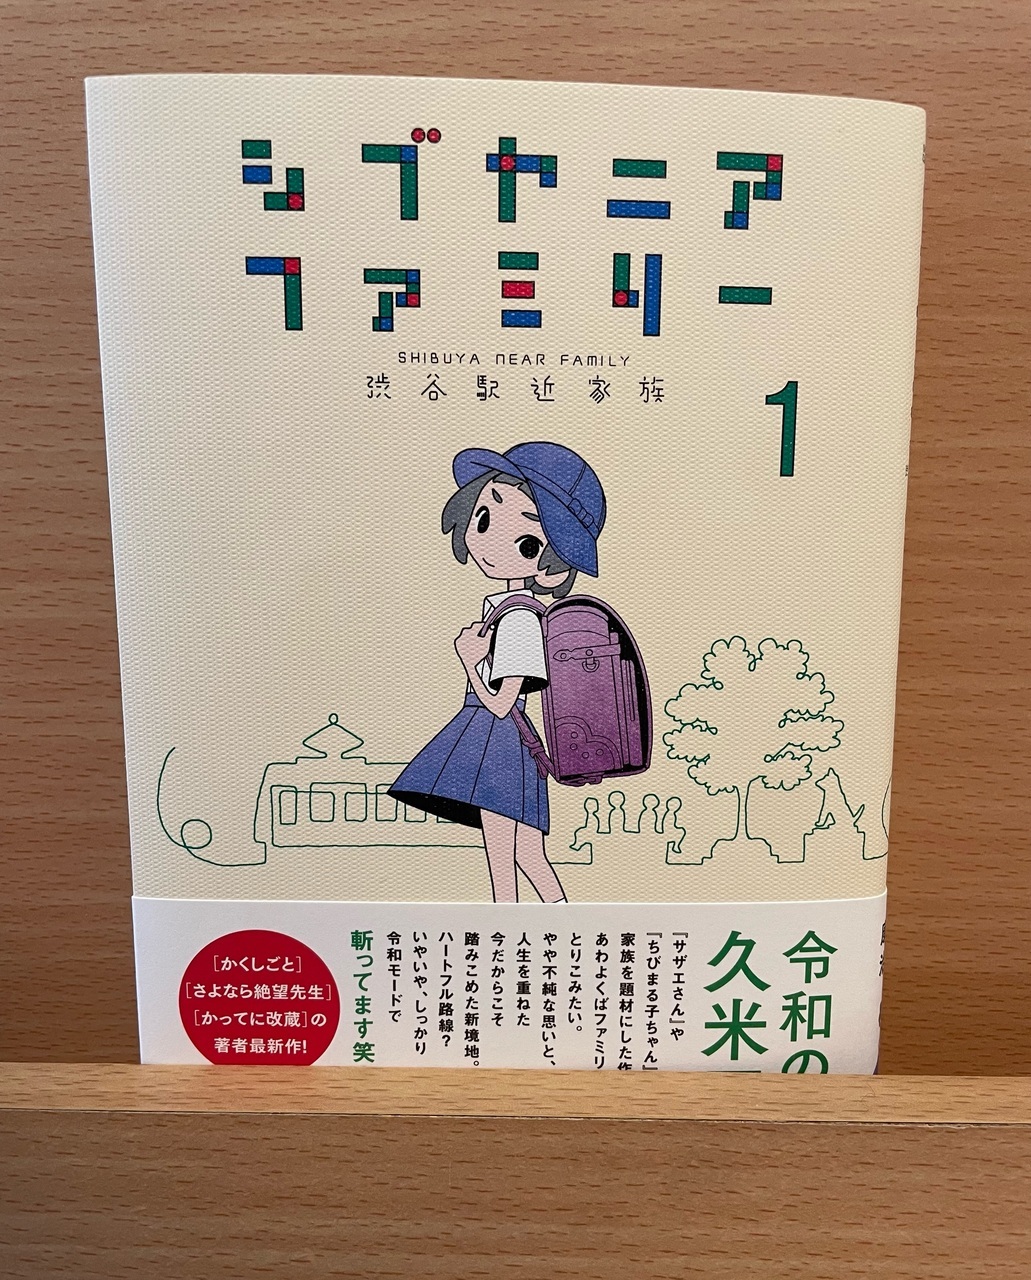 シブヤニア
ファミリー
SHIBUYA NEAR FAMILY
渋谷駅近家族
1
令和の
久米
『サザエさん』や
『ちびまる子ちゃん』
家族を題材にした作
あわよくばファミリ
とりこみたい。
やや不純な思いと、
人生を重ねた
今だからこそ
踏みこめた新境地。
ハートフル路線？
いやいや、しっかり
令和モードで
斬ってます笑
［かくしごと］
［さよなら絶望先生］
［かってに改蔵］の
著者最新作！